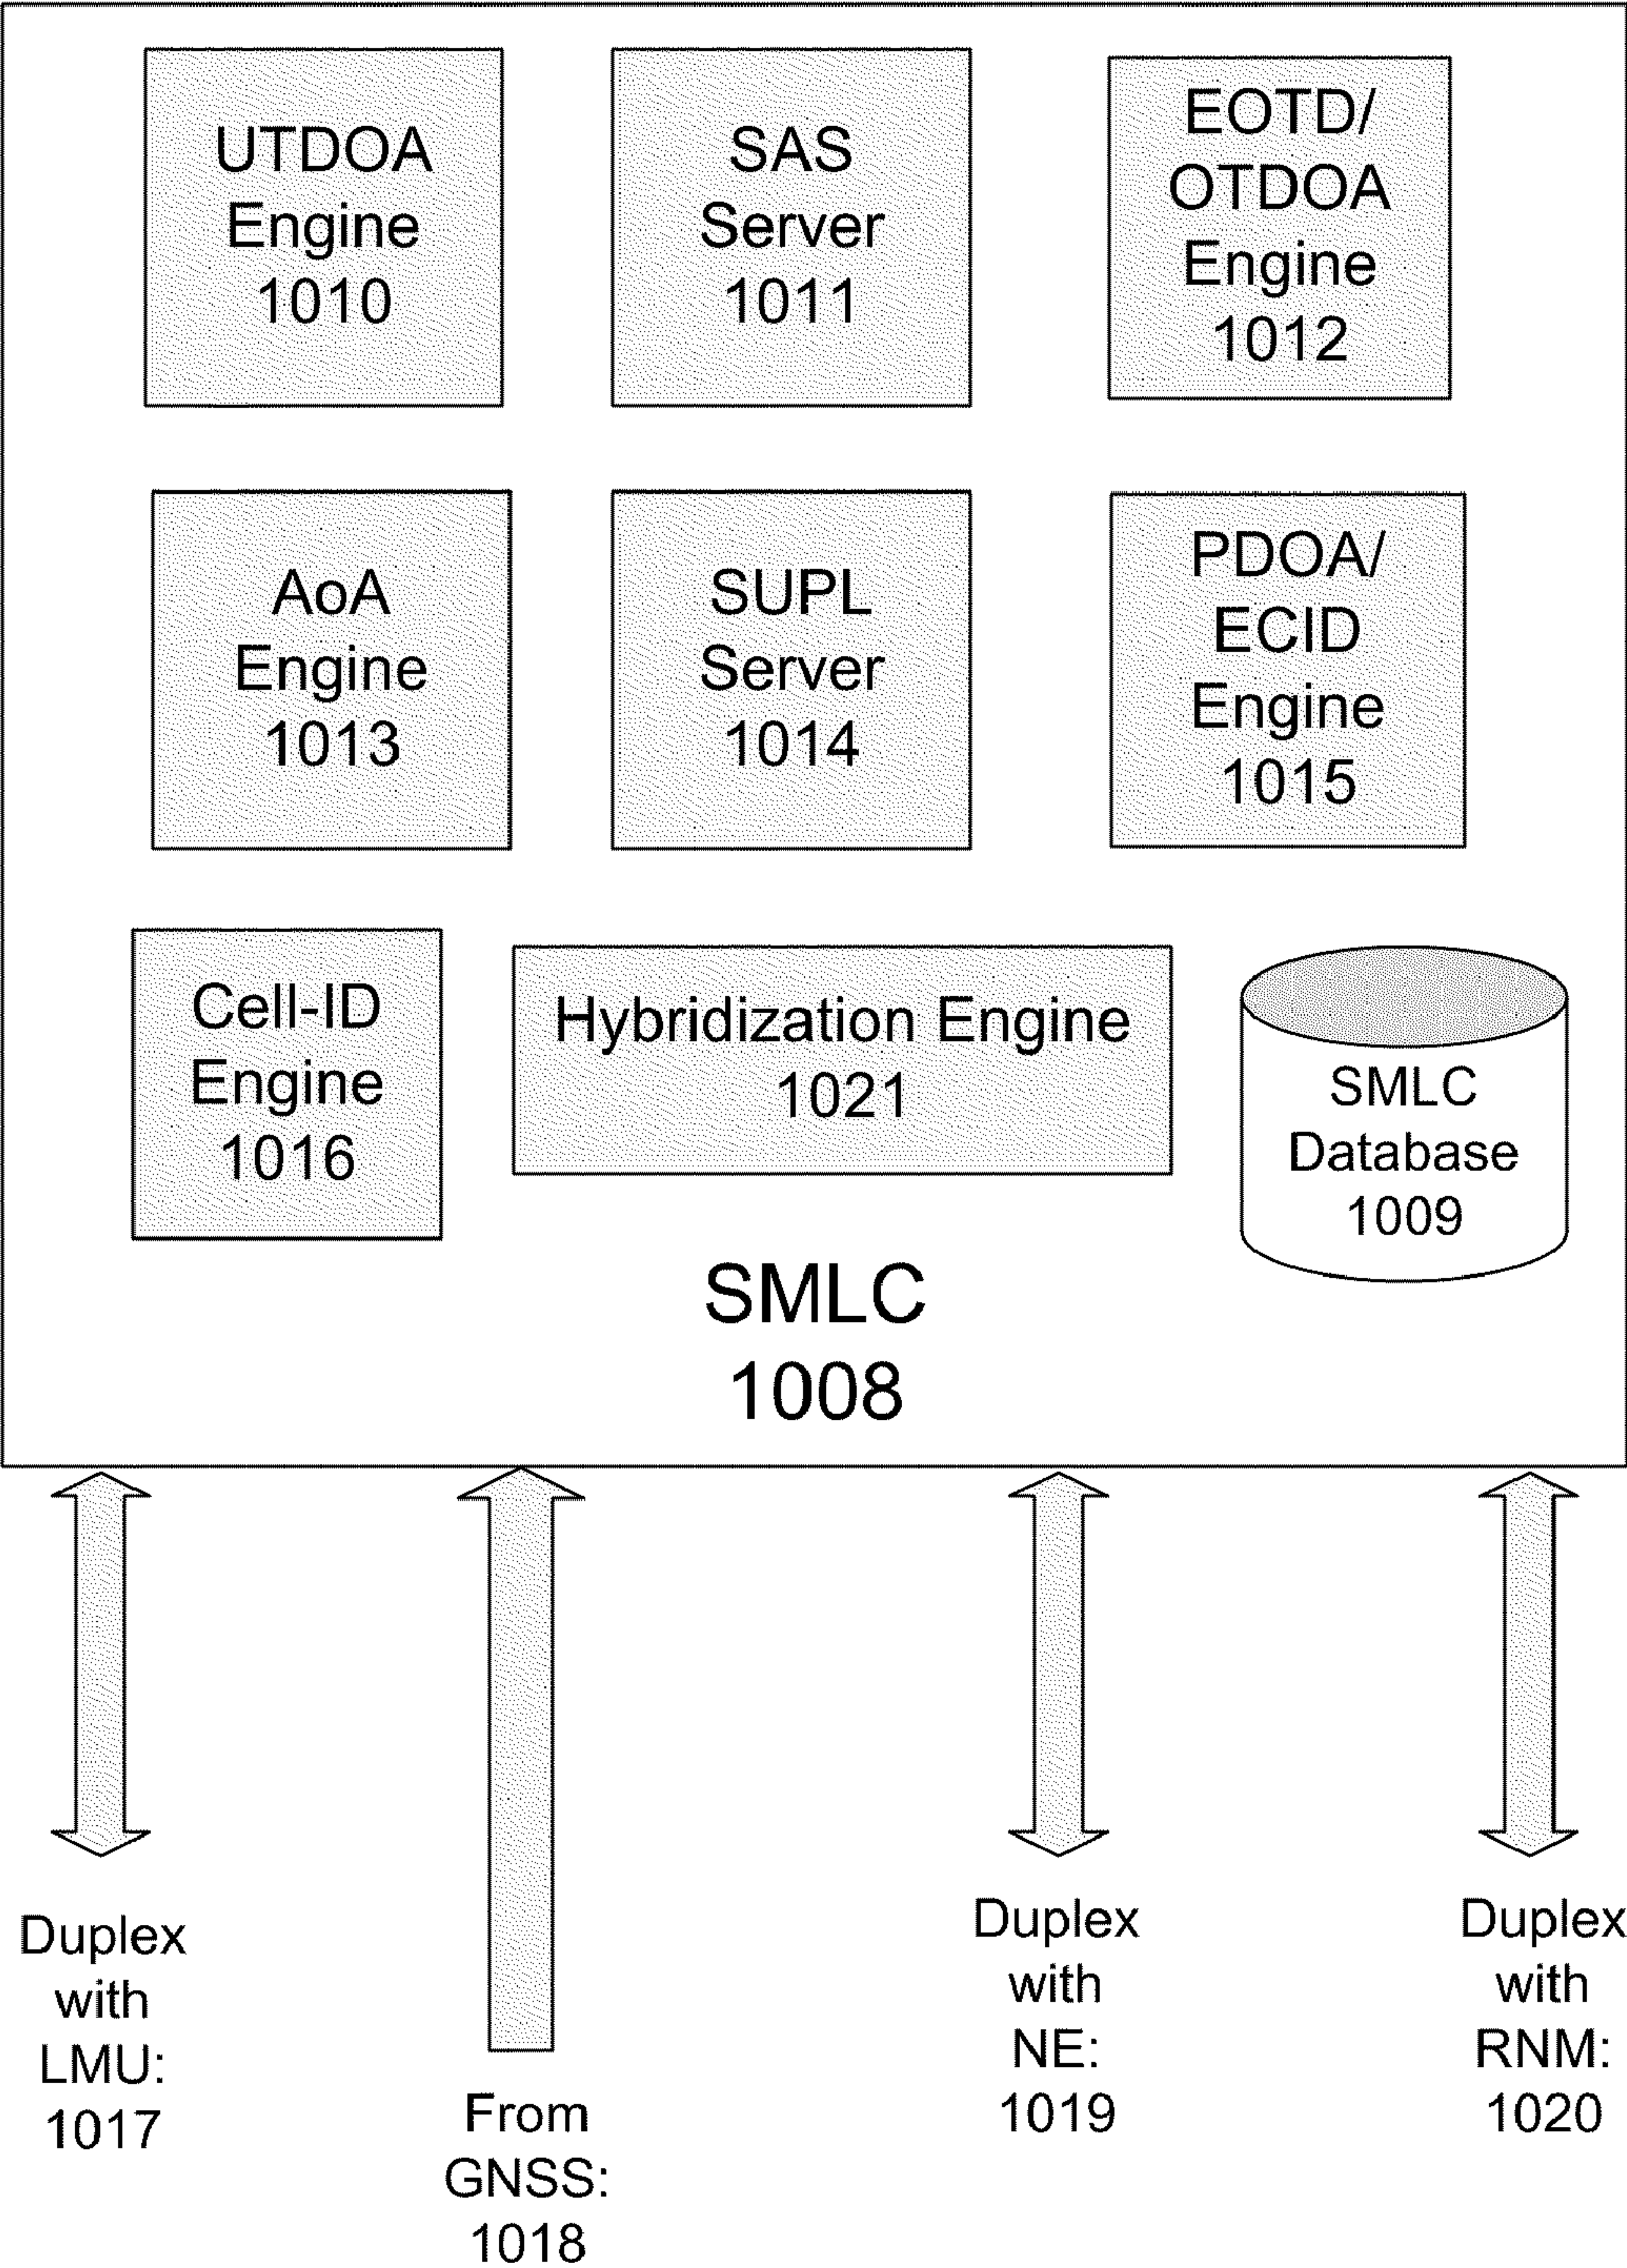 UTDOA
Engine
1010
SAS
Server
1011
EOTD/
OTDOA
Engine
1012
AoA
Engine
1013
SUPL
Server
1014
PDOA/
ECID
Engine
1015
Cell-ID
Engine
1016
Hybridization Engine
1021
SMLC
Database
1009
SMLC
1008
Duplex
with
LMU:
1017
From
GNSS:
1018
Duplex
with
NE:
1019
Duplex
with
RNM:
1020